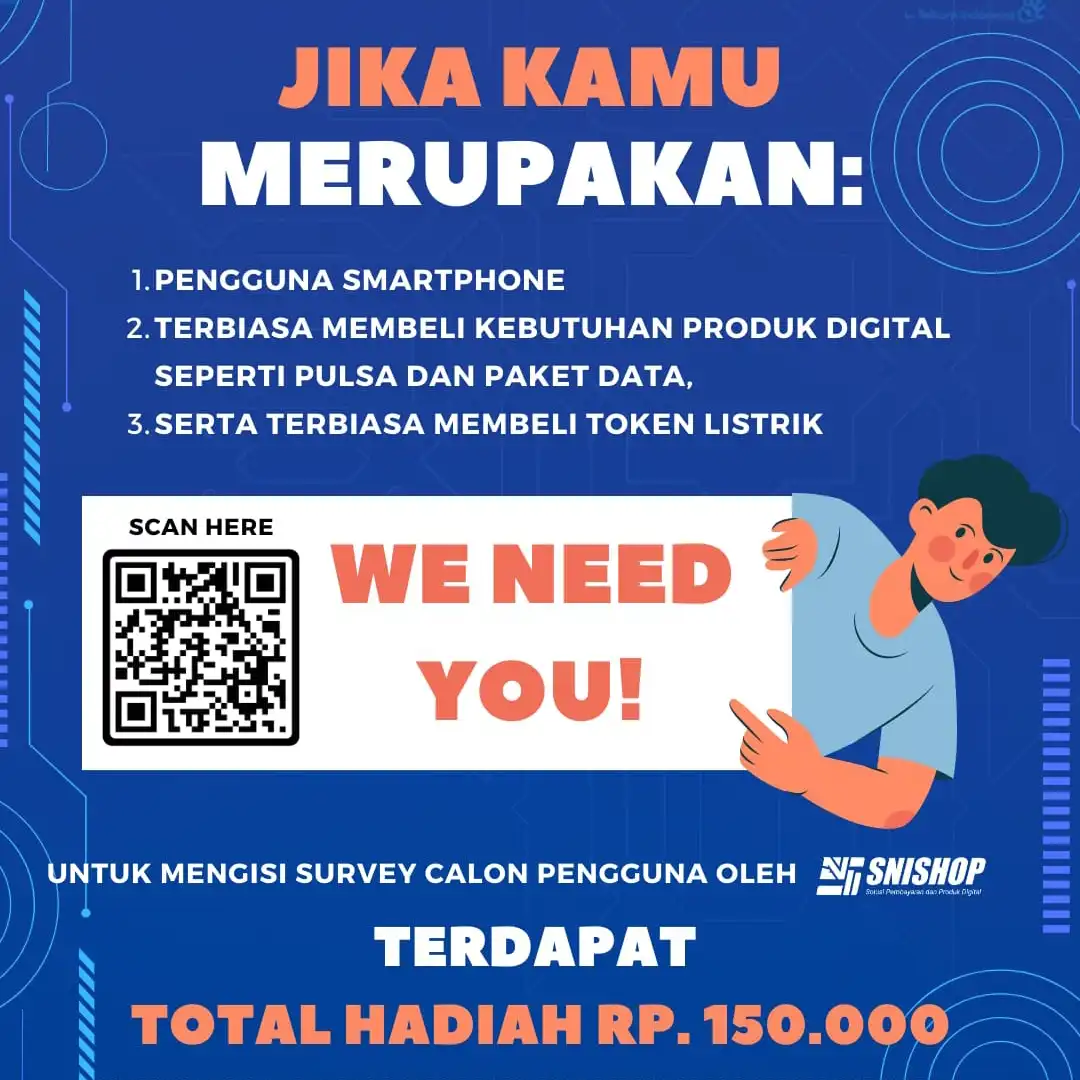 JIKA KAMU
MERUPAKAN:
1. PENGGUNA SMARTPHONE
2. TERBIASA MEMBELI KEBUTUHAN PRODUK DIGITAL
SEPERTI PULSA DAN PAKET DATA,
3. SERTA TERBIASA MEMBELI TOKEN LISTRIK
SCAN HERE
WE NEED
YOU!
UNTUK MENGISI SURVEY CALON PENGGUNA OLEH SNISHOP
Solusi Pembayaran dan Produk Digital
TERDAPAT
TOTAL HADIAH RP. 150.000